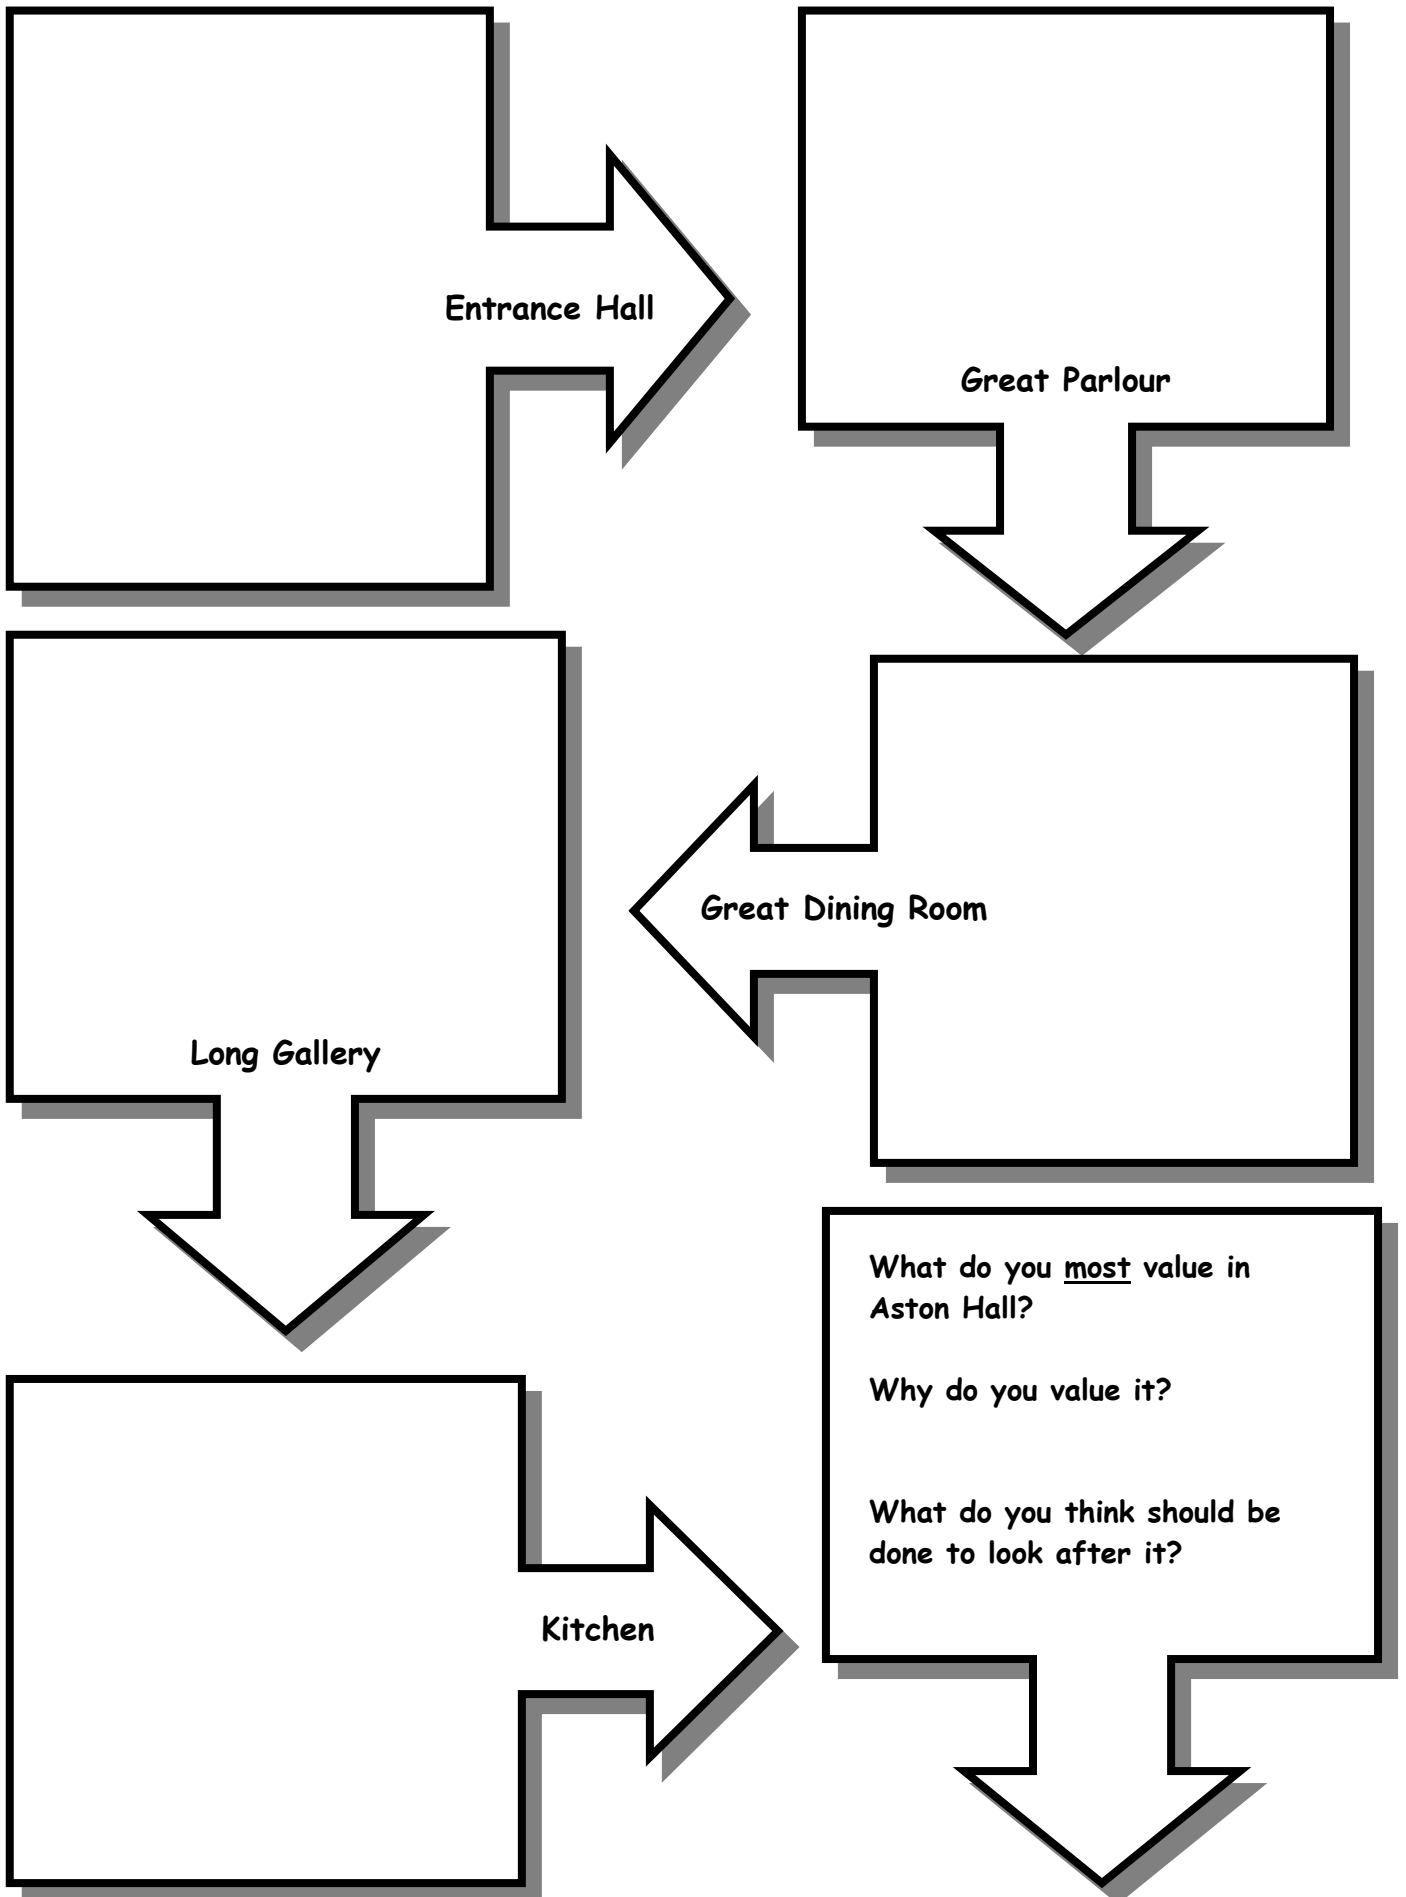 Entrance Hall
Great Parlour
Great Dining Room
Long Gallery
Kitchen
What do you most value in
Aston Hall?
Why do you value it?
What do you think should be
done to look after it?